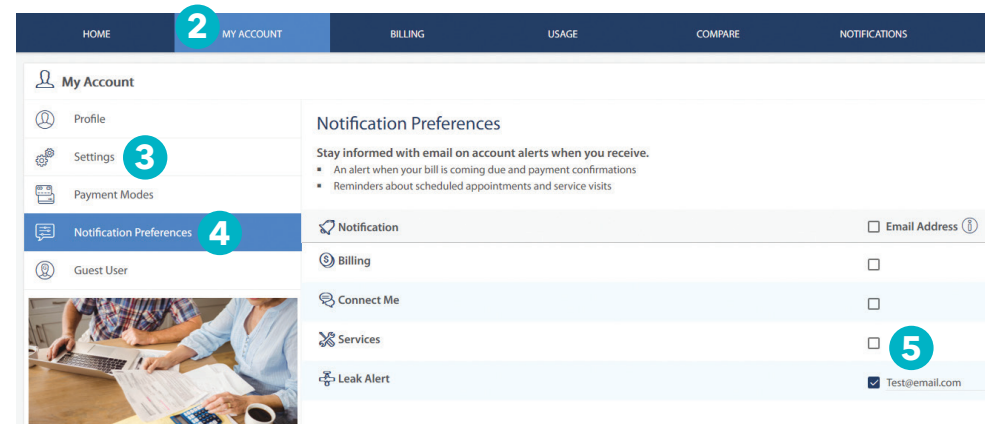 HOME 2 MY ACCOUNT BILLING USAGE COMPARE NOTIFICATIONS
My Account
Profile
Settings 3
Payment Modes
Notification Preferences 4
Guest User
Notification Preferences
Stay informed with email on account alerts when you receive.
An alert when your bill is coming due and payment confirmations
Reminders about scheduled appointments and service visits
Notification Email Address
Billing
Connect Me
Services 5
Leak Alert Test@email.com